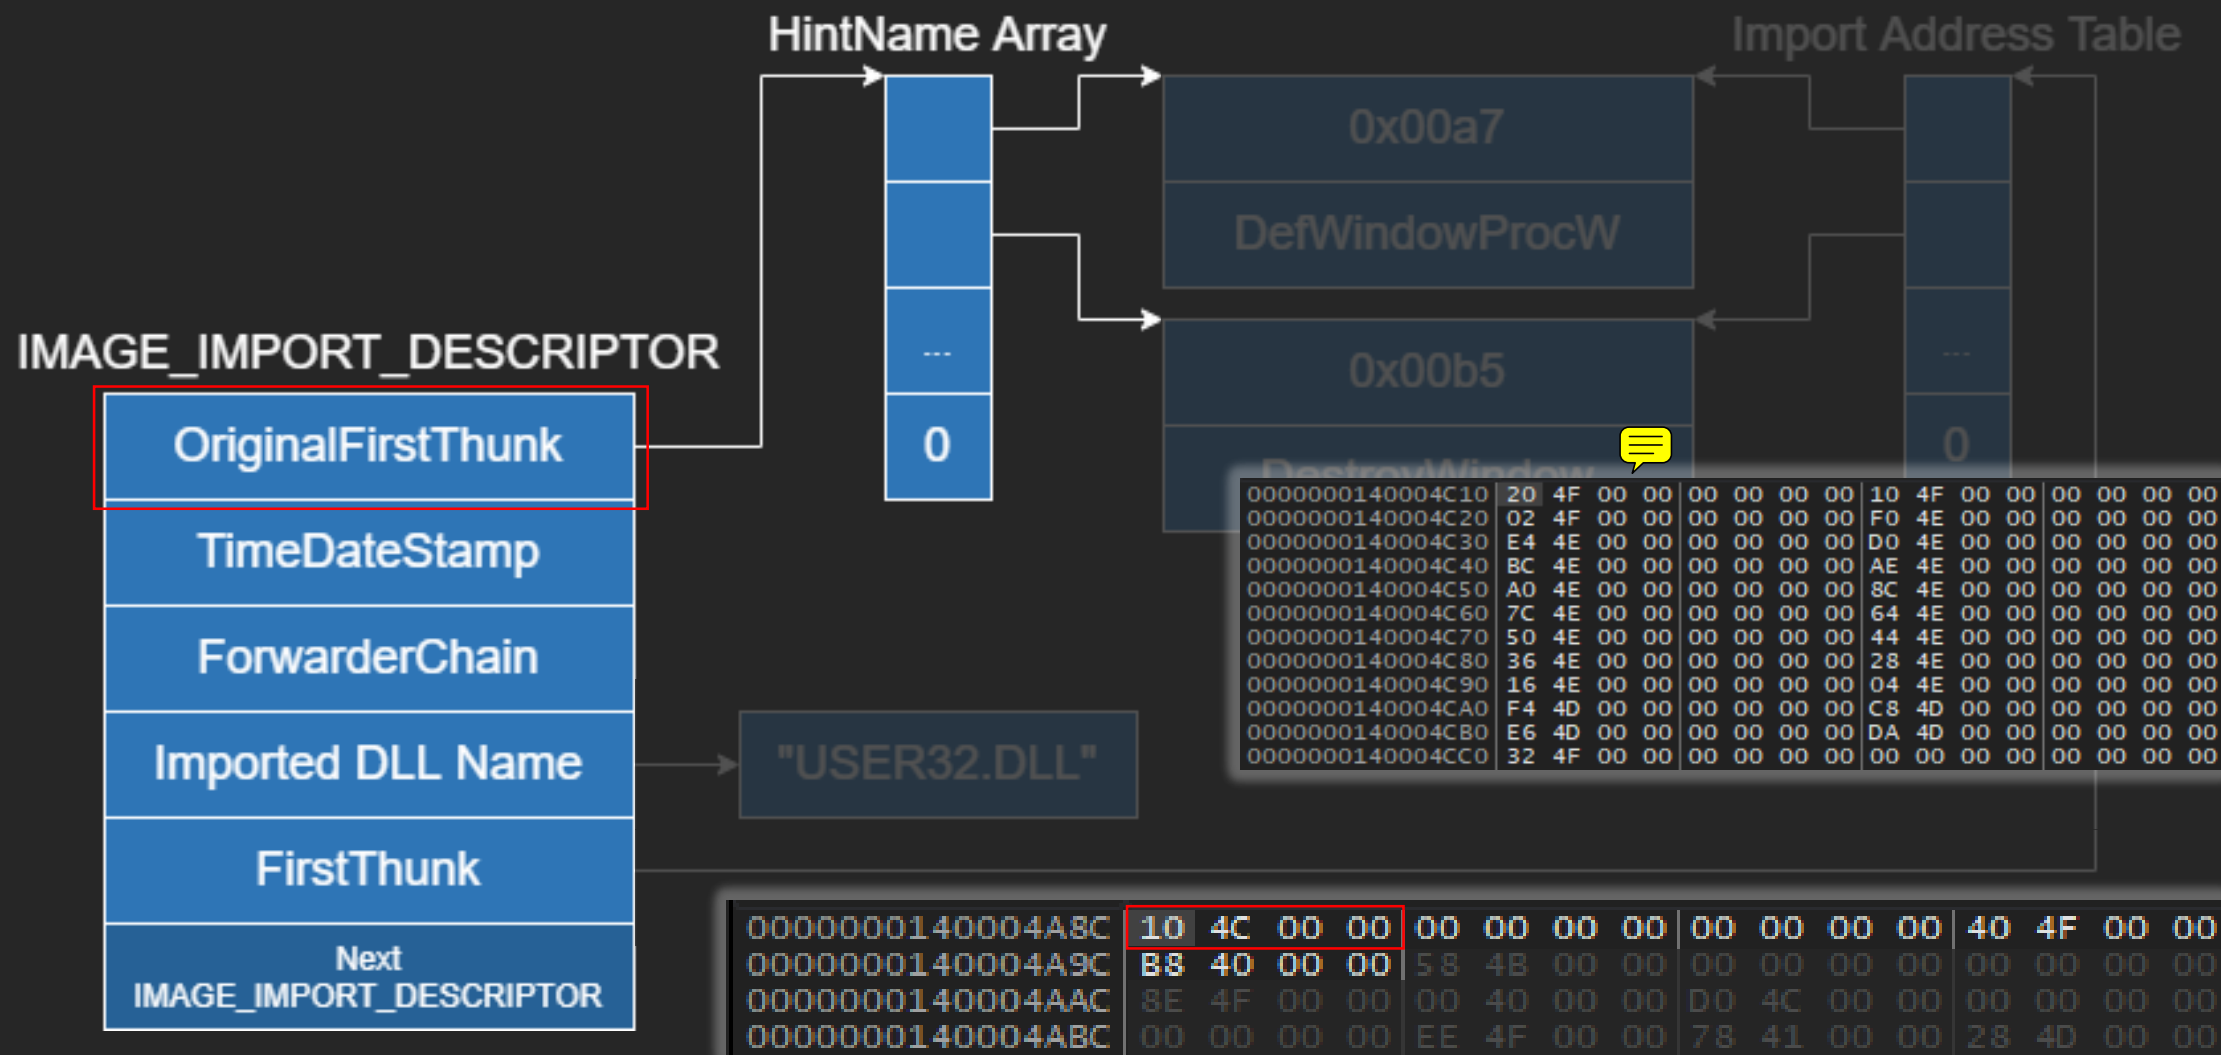 HintName Array
Import Address Table
0x00a7
DefWindowProcW
IMAGE_IMPORT_DESCRIPTOR
...
...
0x00b5
OriginalFirstThunk
0
0
DestroyWindow
TimeDateStamp
ForwarderChain
Imported DLL Name
"USER32.DLL"
FirstThunk
Next
IMAGE_IMPORT_DESCRIPTOR
0000000140004C10 20 4F 00 00 00 00 00 00 10 4F 00 00 00 00 00 00
0000000140004C20 02 4F 00 00 00 00 00 00 F0 4E 00 00 00 00 00 00
0000000140004C30 E4 4E 00 00 00 00 00 00 D0 4E 00 00 00 00 00 00
0000000140004C40 BC 4E 00 00 00 00 00 00 AE 4E 00 00 00 00 00 00
0000000140004C50 A0 4E 00 00 00 00 00 00 8C 4E 00 00 00 00 00 00
0000000140004C60 7C 4E 00 00 00 00 00 00 64 4E 00 00 00 00 00 00
0000000140004C70 50 4E 00 00 00 00 00 00 44 4E 00 00 00 00 00 00
0000000140004C80 36 4E 00 00 00 00 00 00 28 4E 00 00 00 00 00 00
0000000140004C90 16 4E 00 00 00 00 00 00 04 4E 00 00 00 00 00 00
0000000140004CA0 F4 4D 00 00 00 00 00 00 C8 4D 00 00 00 00 00 00
0000000140004CB0 E6 4D 00 00 00 00 00 00 DA 4D 00 00 00 00 00 00
0000000140004CC0 32 4F 00 00 00 00 00 00 00 00 00 00 00 00 00 00
0000000140004A8C 10 4C 00 00 00 00 00 00 00 00 00 00 40 4F 00 00
0000000140004A9C B8 40 00 00 58 4B 00 00 00 00 00 00 00 00 00 00
0000000140004AAC 8E 4F 00 00 00 40 00 00 D0 4C 00 00 00 00 00 00
0000000140004ABC 00 00 00 00 EE 4F 00 00 78 41 00 00 28 4D 00 00